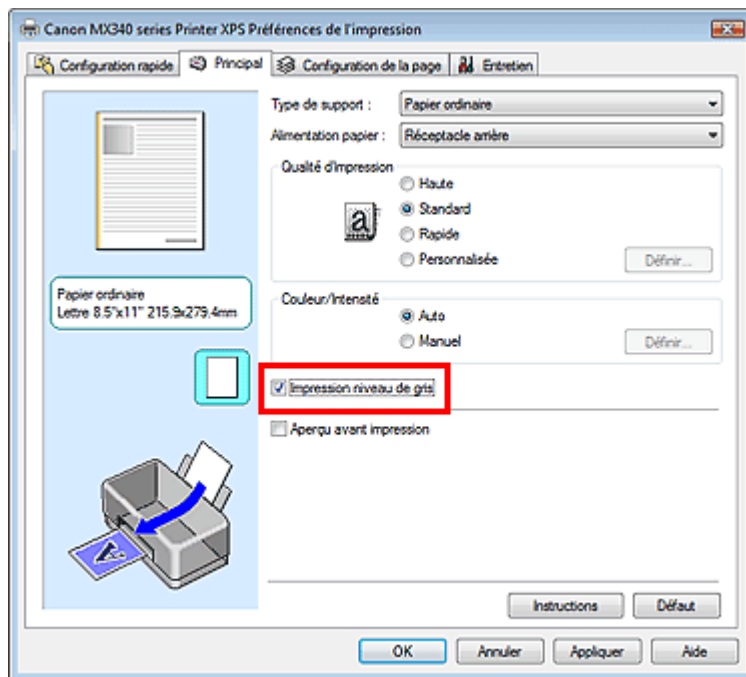 Canon MX340 series Printer XPS Préférences de l'impression
Configuration rapide Principal Configuration de la page Entretien
Type de support : Papier ordinaire
Alimentation papier : Réceptacle arrière
Qualité d'impression
Haute
Standard
Rapide
Personnalisée Définir...
Papier ordinaire
Lettre 8.5"x11" 215.9x279.4mm
Couleur/Intensité
Auto
Manuel Définir...
Impression niveau de gris
Aperçu avant impression
Instructions Défaut
OK Annuler Appliquer Aide